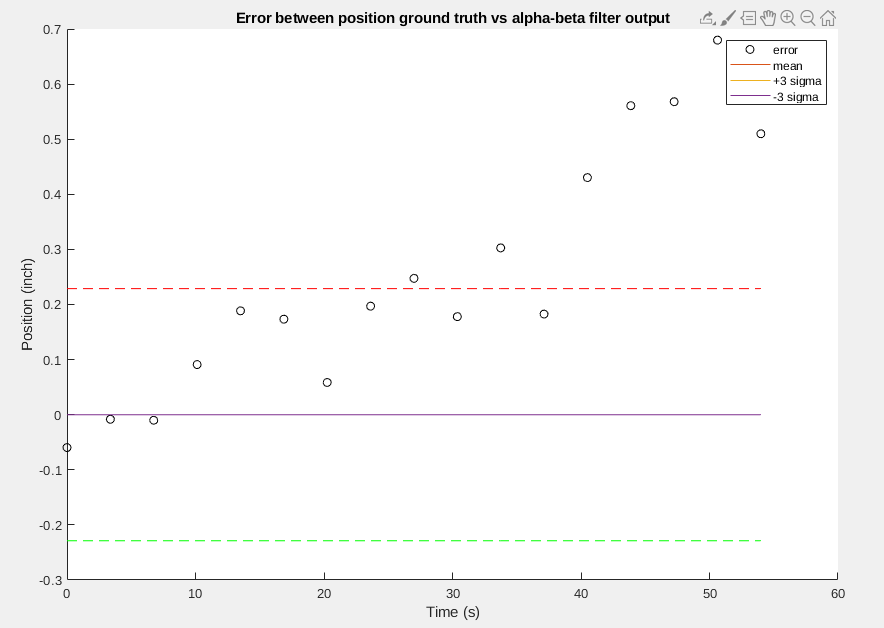 Error between position ground truth vs alpha-beta filter output
error
mean
+3 sigma
-3 sigma
0.7
0.6
0.5
0.4
0.3
0.2
0.1
0
-0.1
-0.2
-0.3
Position (inch)
0
10
20
30
40
50
60
Time (s)